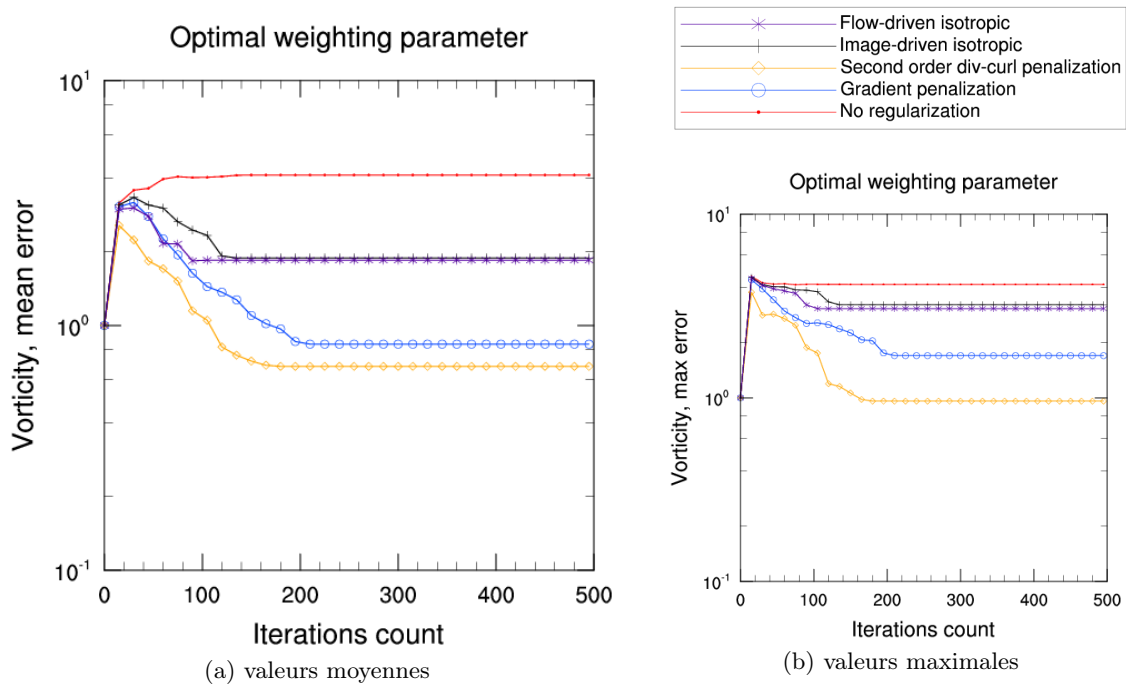 Optimal weighting parameter
10^1
10^0
10^-1
Vorticity, mean error
0 100 200 300 400 500
Iterations count
(a) valeurs moyennes
Flow-driven isotropic
Image-driven isotropic
Second order div-curl penalization
Gradient penalization
No regularization
Optimal weighting parameter
10^1
10^0
10^-1
Vorticity, max error
0 100 200 300 400 500
Iterations count
(b) valeurs maximales